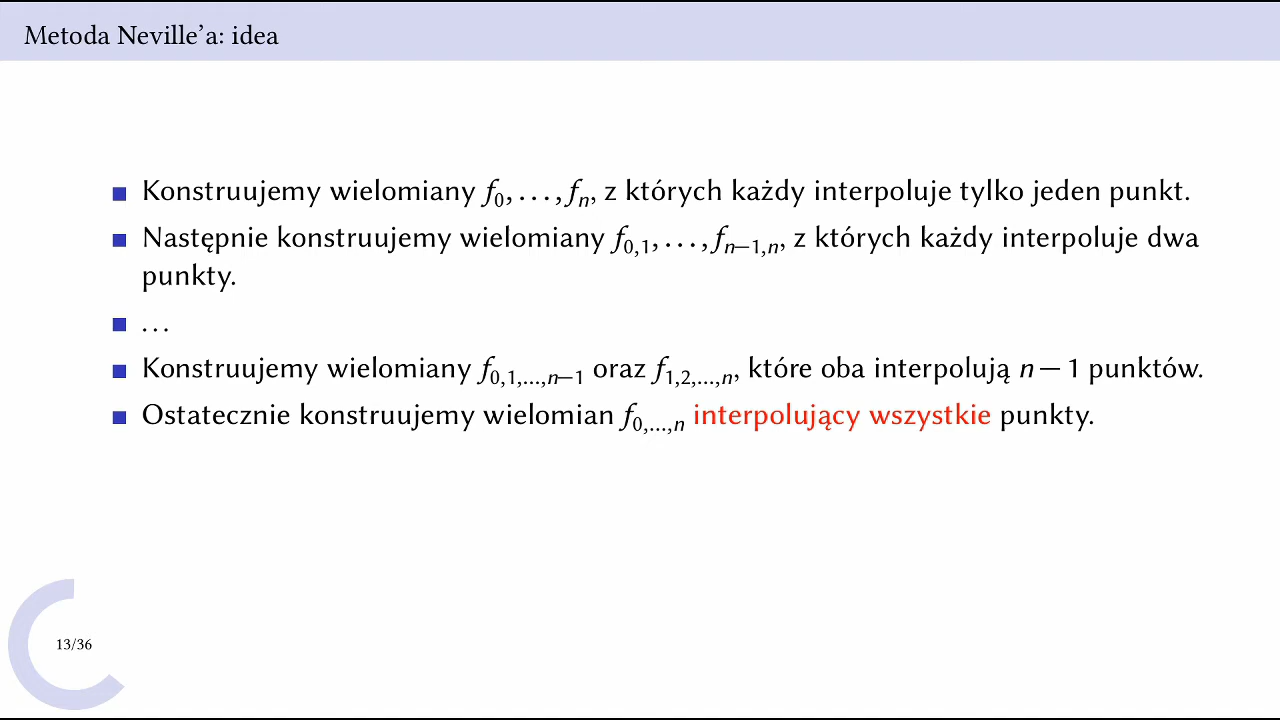 Metoda Neville’a: idea
Konstruujemy wielomiany f₀, . . . , fₙ, z których każdy interpoluje tylko jeden punkt.
Następnie konstruujemy wielomiany f₀,₁, . . . , fₙ₋₁,ₙ, z których każdy interpoluje dwa
punkty.
. . .
Konstruujemy wielomiany f₀,₁,...,ₙ₋₁ oraz f₁,₂,...,ₙ, które oba interpolują n − 1 punktów.
Ostatecznie konstruujemy wielomian f₀,...,ₙ interpolujący wszystkie punkty.
13/36